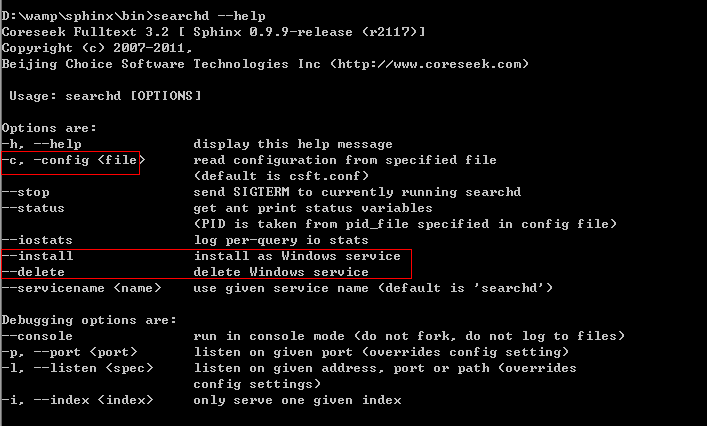 D:\wamp\sphinx\bin>searchd --help
Coreseek Fulltext 3.2 [ Sphinx 0.9.9-release (r2117)]
Copyright (c) 2007-2011,
Beijing Choice Software Technologies Inc (http://www.coreseek.com)
Usage: searchd [OPTIONS]
Options are:
-h, --help display this help message
-c, -config <file> read configuration from specified file
(default is csft.conf)
--stop send SIGTERM to currently running searchd
--status get ant print status variables
(PID is taken from pid_file specified in config file)
--iostats log per-query io stats
--install install as Windows service
--delete delete Windows service
--servicename <name> use given service name (default is 'searchd')
Debugging options are:
--console run in console mode (do not fork, do not log to files)
-p, --port <port> listen on given port (overrides config setting)
-l, --listen <spec> listen on given address, port or path (overrides
config settings)
-i, --index <index> only serve one given index